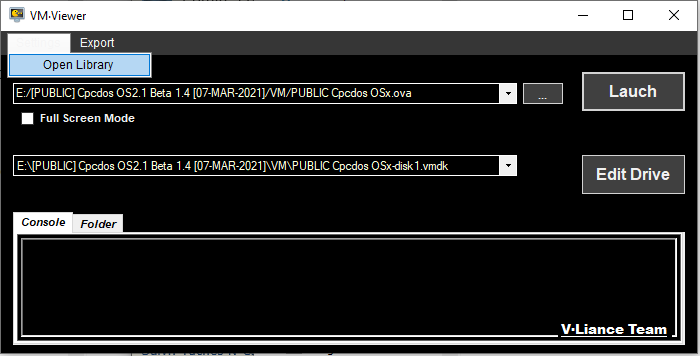 VM·Viewer
Export
Open Library
E:/[PUBLIC] Cpcdos OS2.1 Beta 1.4 [07-MAR-2021]/VM/PUBLIC Cpcdos OSx.ova
...
Lauch
Full Screen Mode
E:\[PUBLIC] Cpcdos OS2.1 Beta 1.4 [07-MAR-2021]\VM\PUBLIC Cpcdos OSx-disk1.vmdk
Edit Drive
Console
Folder
V·Liance Team